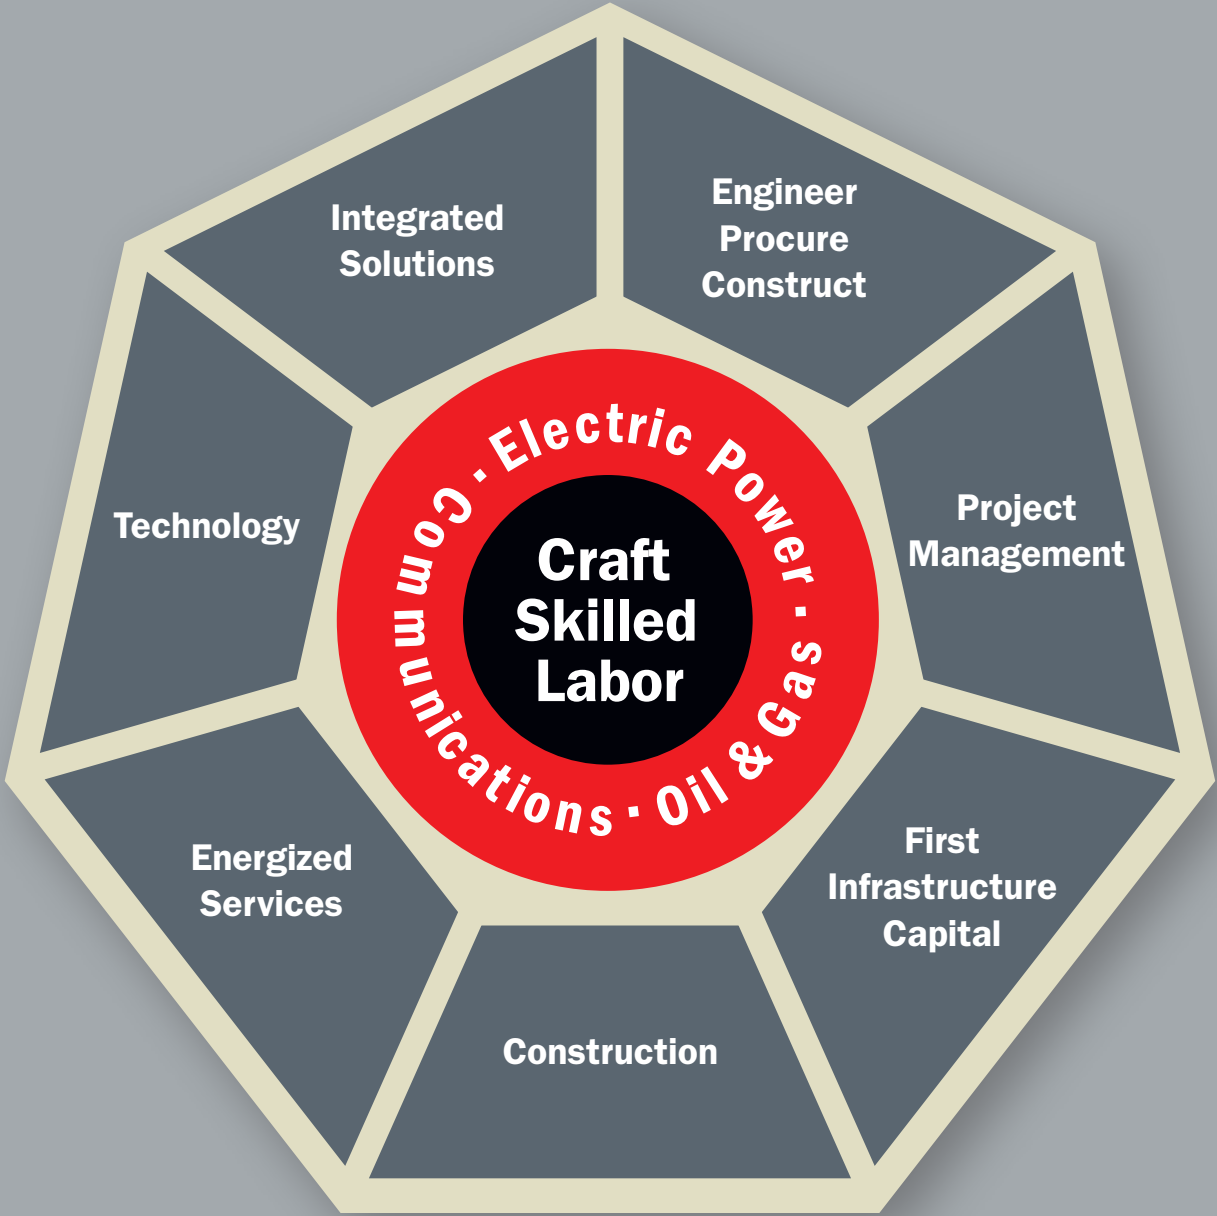 Integrated
Solutions
Engineer
Procure
Construct
Technology
Project
Management
Electric Power · Oil & Gas · Communications ·
Craft
Skilled
Labor
Energized
Services
First
Infrastructure
Capital
Construction